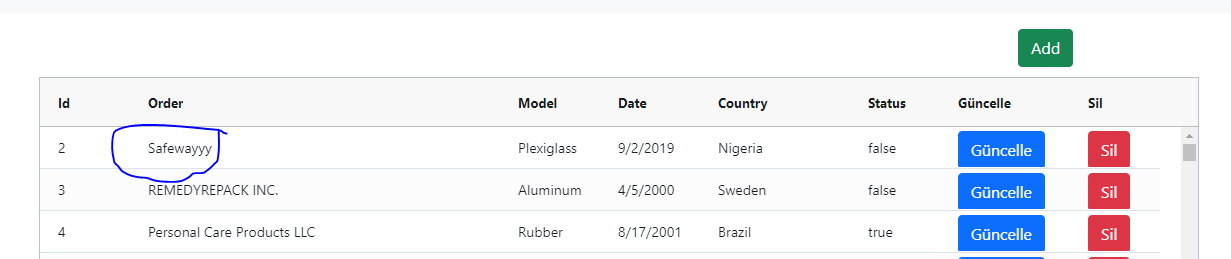 Add
Id Order Model Date Country Status Güncelle Sil
2 Safewayyy Plexiglass 9/2/2019 Nigeria false Güncelle Sil
3 REMEDYREPACK INC. Aluminum 4/5/2000 Sweden false Güncelle Sil
4 Personal Care Products LLC Rubber 8/17/2001 Brazil true Güncelle Sil